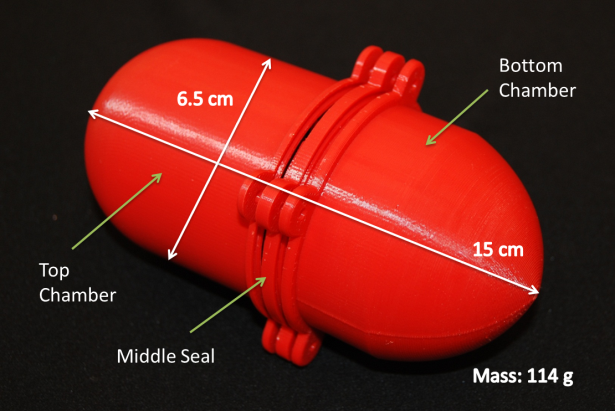 Bottom
Chamber
6.5 cm
15 cm
Top
Chamber
Middle Seal
Mass: 114 g